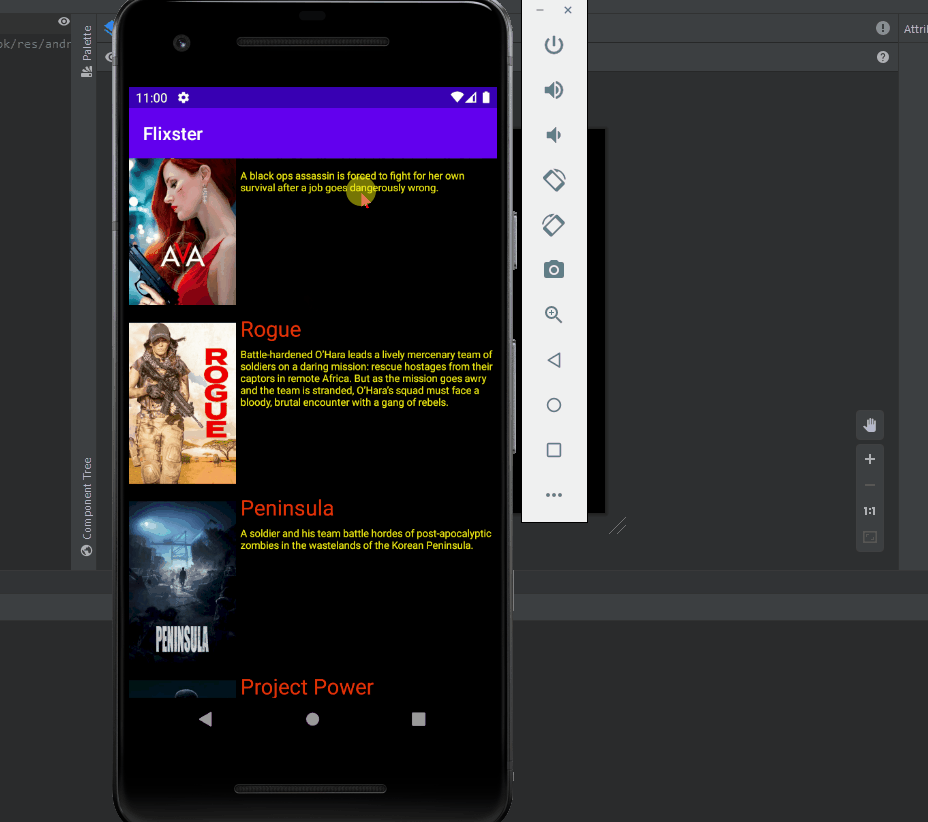 ok/res/andr
Palette
Component Tree
Attri
11:00
Flixster
AVA
A black ops assassin is forced to fight for her own
survival after a job goes dangerously wrong.
ROGUE
Rogue
Battle-hardened O'Hara leads a lively mercenary team of
soldiers on a daring mission: rescue hostages from their
captors in remote Africa. But as the mission goes awry
and the team is stranded, O'Hara's squad must face a
bloody, brutal encounter with a gang of rebels.
PENINSULA
Peninsula
A soldier and his team battle hordes of post-apocalyptic
zombies in the wastelands of the Korean Peninsula.
Project Power
1:1